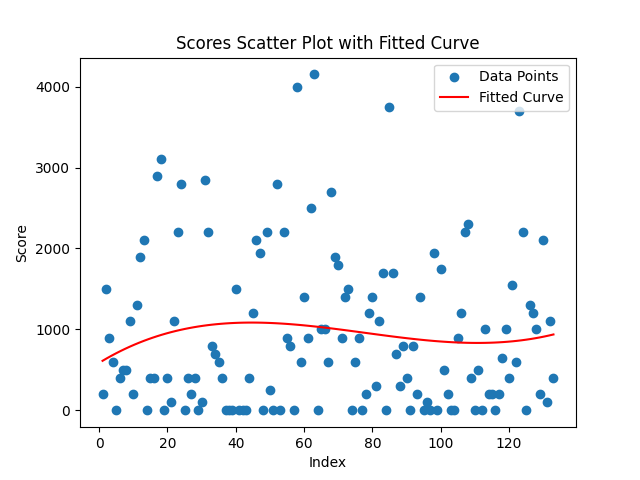 Scores Scatter Plot with Fitted Curve
Data Points
Fitted Curve
4000
3000
2000
1000
0
Score
0 20 40 60 80 100 120
Index